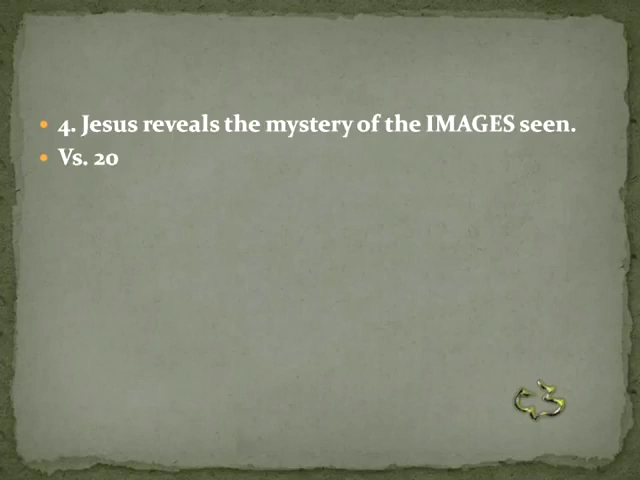 • 4. Jesus reveals the mystery of the IMAGES seen.
• Vs. 20